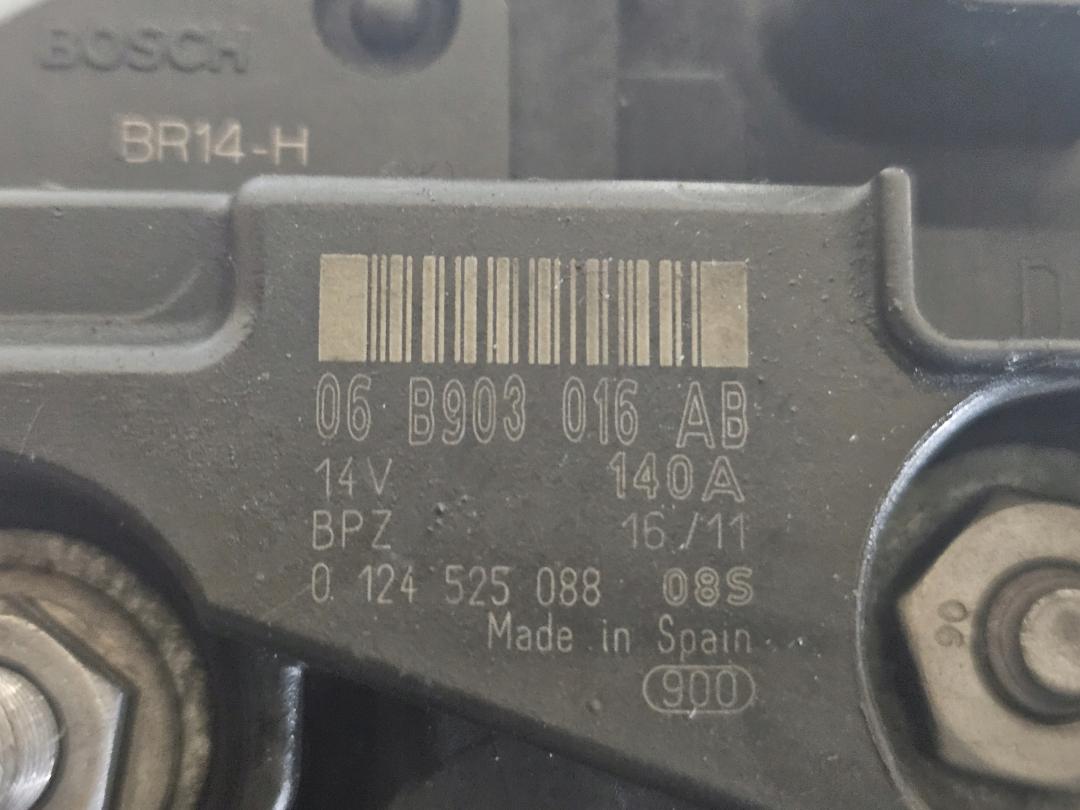 BOSCH
BR14-H
06 B903 016 AB
14V 140A
BPZ 16./11
0 124 525 088 08S
Made in Spain
900
90